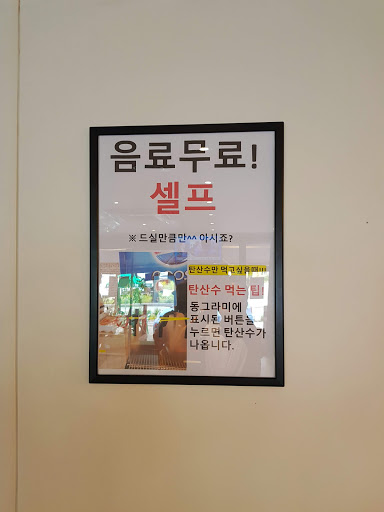 음료무료!
셀프
※ 드실만큼만^^ 아시죠?
탄산수만 먹고싶을때!!!
탄산수 먹는 팁!
동그라미에
표시된 버튼을
누르면 탄산수가
나옵니다.